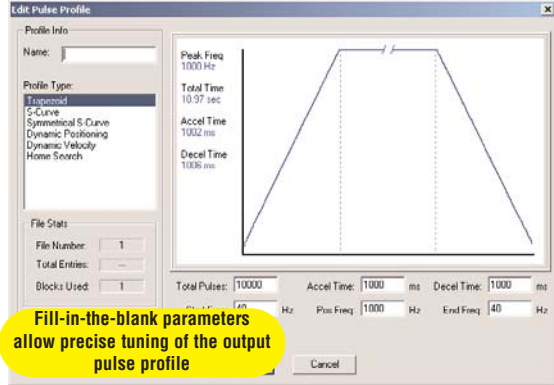 Edit Pulse Profile
Profile Info
Name:
Profile Type:
Trapezoid
S-Curve
Symmetrical S-Curve
Dynamic Positioning
Dynamic Velocity
Home Search
File Stats
File Number: 1
Total Entries: --
Blocks Used: 1
Peak Freq
1000 Hz
Total Time
10.97 sec
Accel Time
1002 ms
Decel Time
1006 ms
Total Pulses: 10000 Accel Time: 1000 ms Decel Time: 1000 ms
40 Hz Pos Freq: 1000 Hz End Freq: 40 Hz
Cancel
Fill-in-the-blank parameters
allow precise tuning of the output
pulse profile